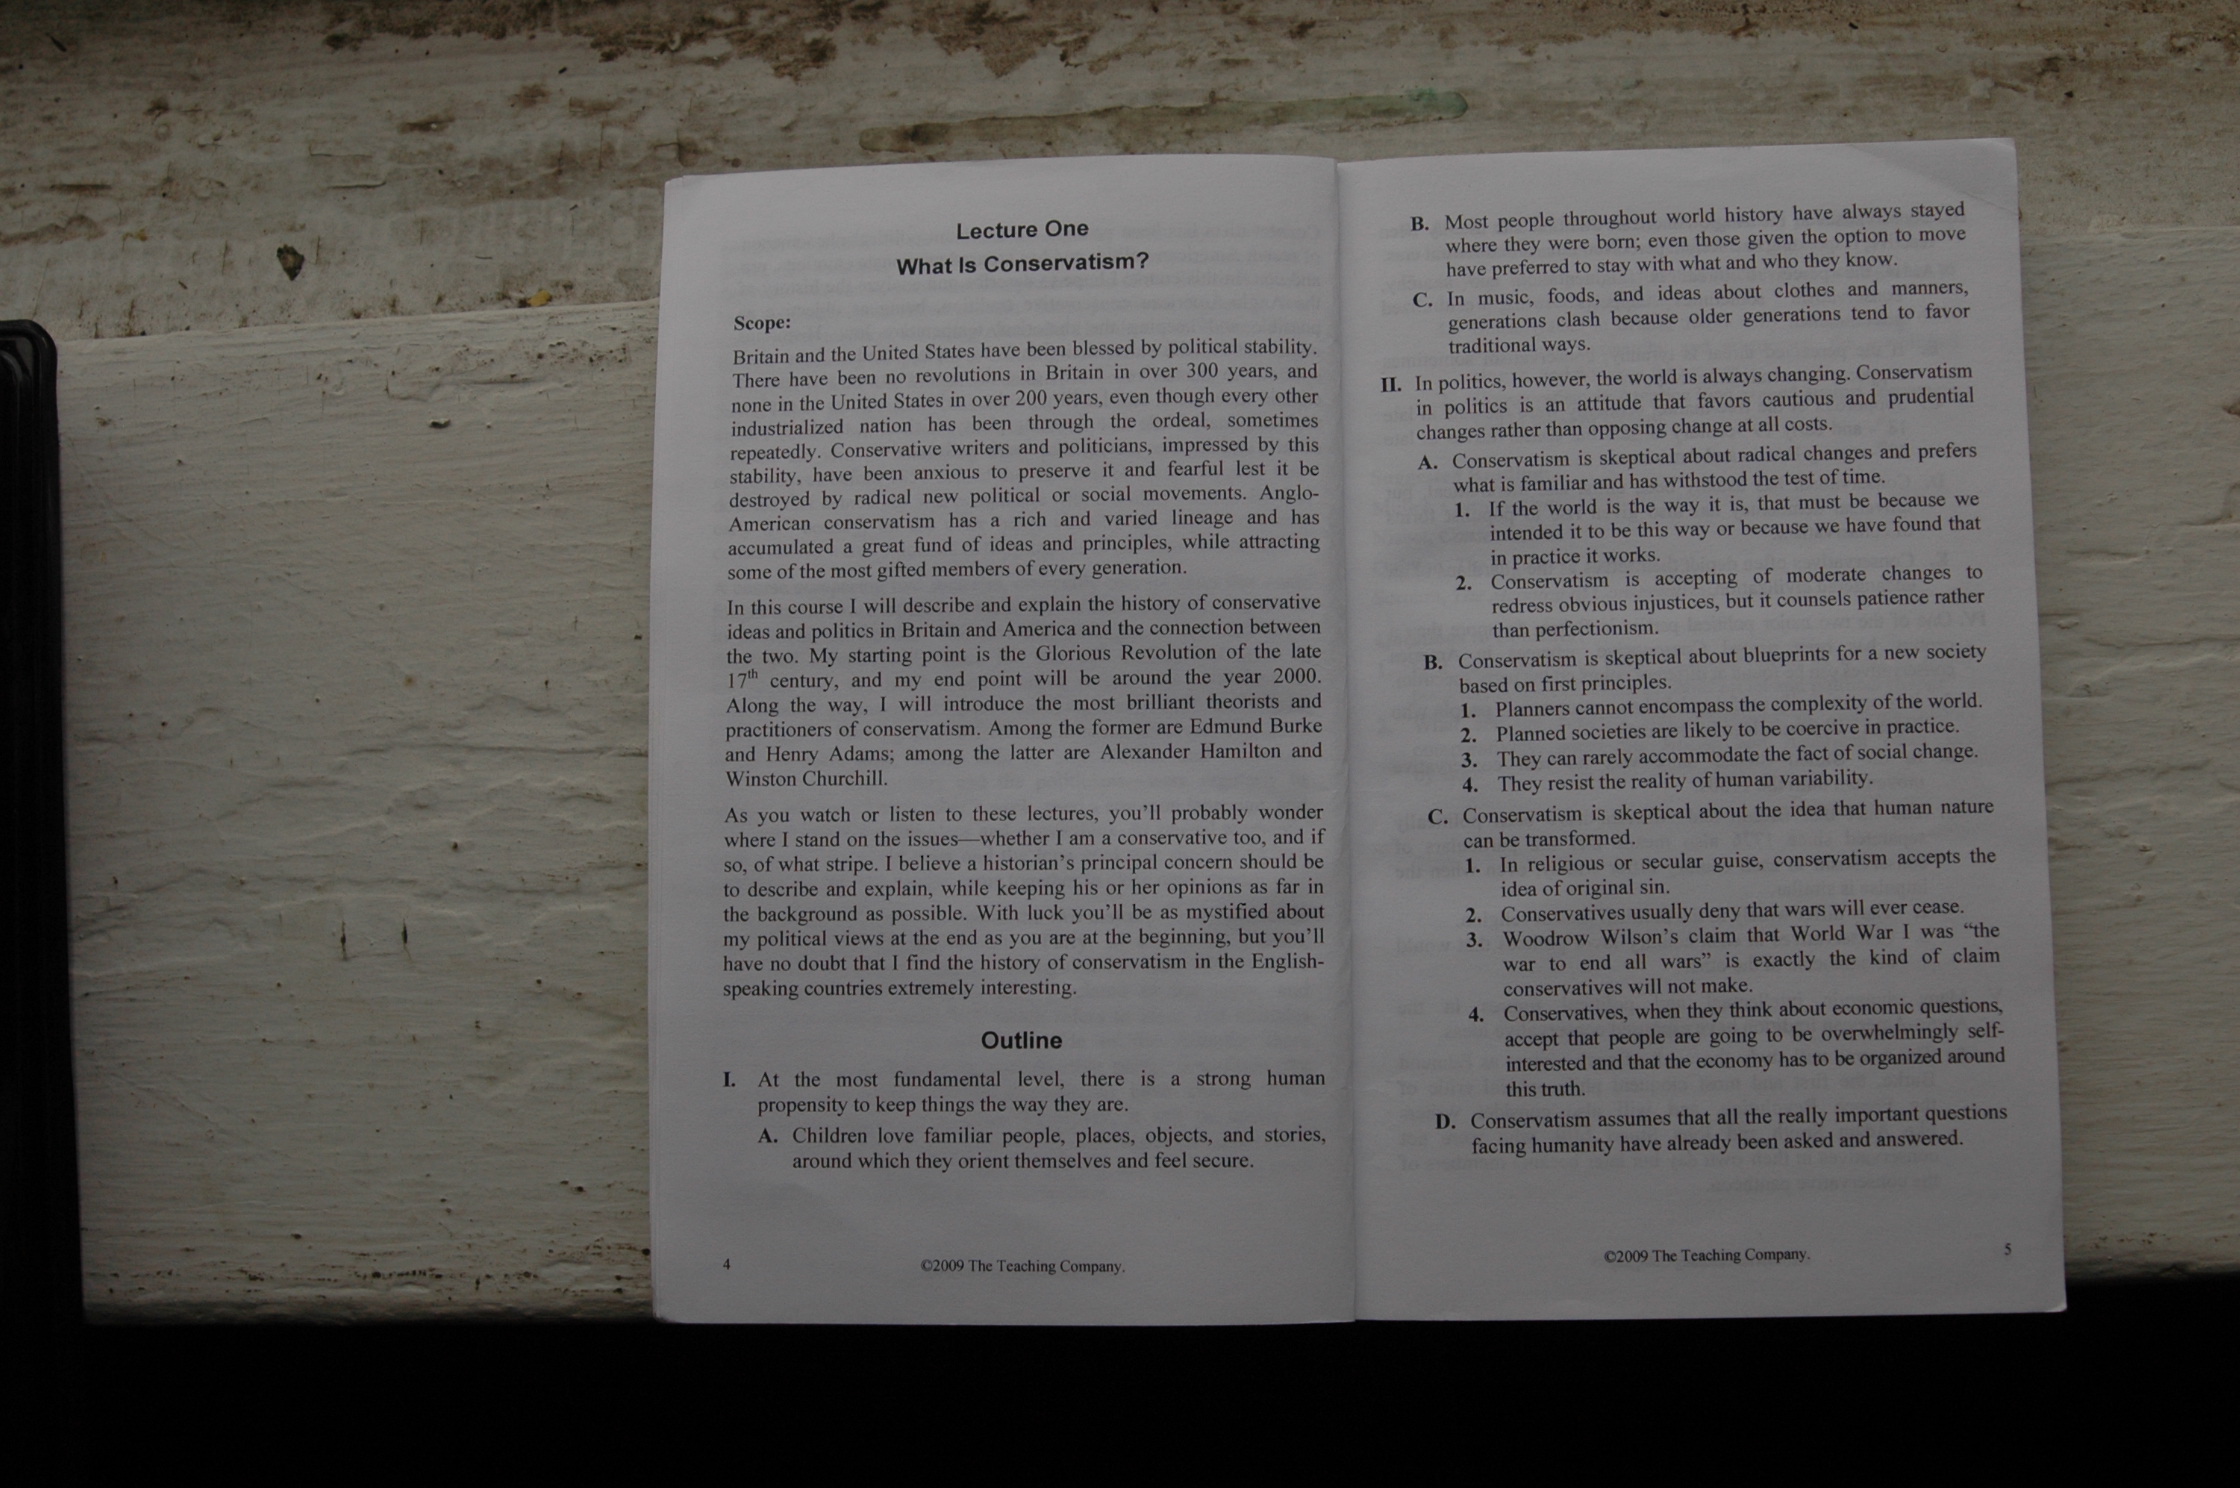 Lecture One
What Is Conservatism?
Scope:
Britain and the United States have been blessed by political stability.
There have been no revolutions in Britain in over 300 years, and
none in the United States in over 200 years, even though every other
industrialized nation has been through the ordeal, sometimes
repeatedly. Conservative writers and politicians, impressed by this
stability, have been anxious to preserve it and fearful lest it be
destroyed by radical new political or social movements. Anglo-
American conservatism has a rich and varied lineage and has
accumulated a great fund of ideas and principles, while attracting
some of the most gifted members of every generation.
In this course I will describe and explain the history of conservative
ideas and politics in Britain and America and the connection between
the two. My starting point is the Glorious Revolution of the late
17th century, and my end point will be around the year 2000.
Along the way, I will introduce the most brilliant theorists and
practitioners of conservatism. Among the former are Edmund Burke
and Henry Adams; among the latter are Alexander Hamilton and
Winston Churchill.
As you watch or listen to these lectures, you’ll probably wonder
where I stand on the issues—whether I am a conservative too, and if
so, of what stripe. I believe a historian’s principal concern should be
to describe and explain, while keeping his or her opinions as far in
the background as possible. With luck you’ll be as mystified about
my political views at the end as you are at the beginning, but you’ll
have no doubt that I find the history of conservatism in the English-
speaking countries extremely interesting.
Outline
I. At the most fundamental level, there is a strong human
propensity to keep things the way they are.
A. Children love familiar people, places, objects, and stories,
around which they orient themselves and feel secure.
4 ©2009 The Teaching Company.
B. Most people throughout world history have always stayed
where they were born; even those given the option to move
have preferred to stay with what and who they know.
C. In music, foods, and ideas about clothes and manners,
generations clash because older generations tend to favor
traditional ways.
II. In politics, however, the world is always changing. Conservatism
in politics is an attitude that favors cautious and prudential
changes rather than opposing change at all costs.
A. Conservatism is skeptical about radical changes and prefers
what is familiar and has withstood the test of time.
1. If the world is the way it is, that must be because we
intended it to be this way or because we have found that
in practice it works.
2. Conservatism is accepting of moderate changes to
redress obvious injustices, but it counsels patience rather
than perfectionism.
B. Conservatism is skeptical about blueprints for a new society
based on first principles.
1. Planners cannot encompass the complexity of the world.
2. Planned societies are likely to be coercive in practice.
3. They can rarely accommodate the fact of social change.
4. They resist the reality of human variability.
C. Conservatism is skeptical about the idea that human nature
can be transformed.
1. In religious or secular guise, conservatism accepts the
idea of original sin.
2. Conservatives usually deny that wars will ever cease.
3. Woodrow Wilson’s claim that World War I was “the
war to end all wars” is exactly the kind of claim
conservatives will not make.
4. Conservatives, when they think about economic questions,
accept that people are going to be overwhelmingly self-
interested and that the economy has to be organized around
this truth.
D. Conservatism assumes that all the really important questions
facing humanity have already been asked and answered.
©2009 The Teaching Company. 5